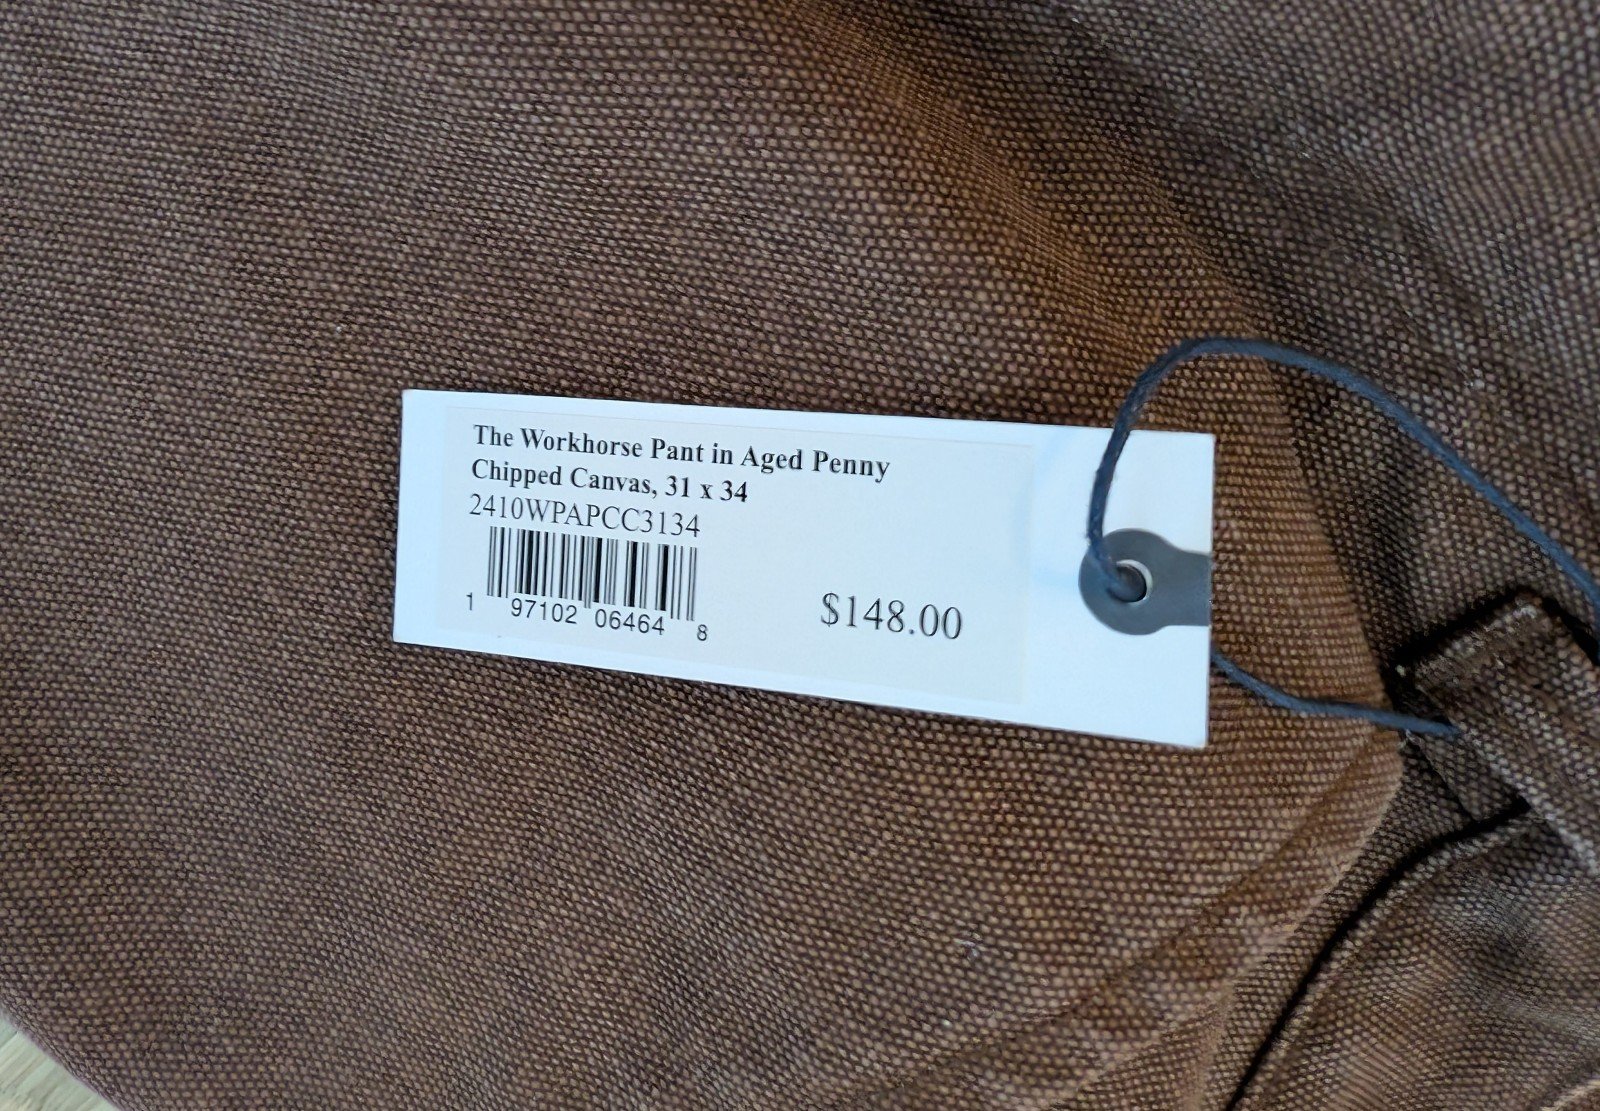 The Workhorse Pant in Aged Penny
Chipped Canvas, 31 x 34
2410WPAPCC3134
1 97102 06464 8
$148.00